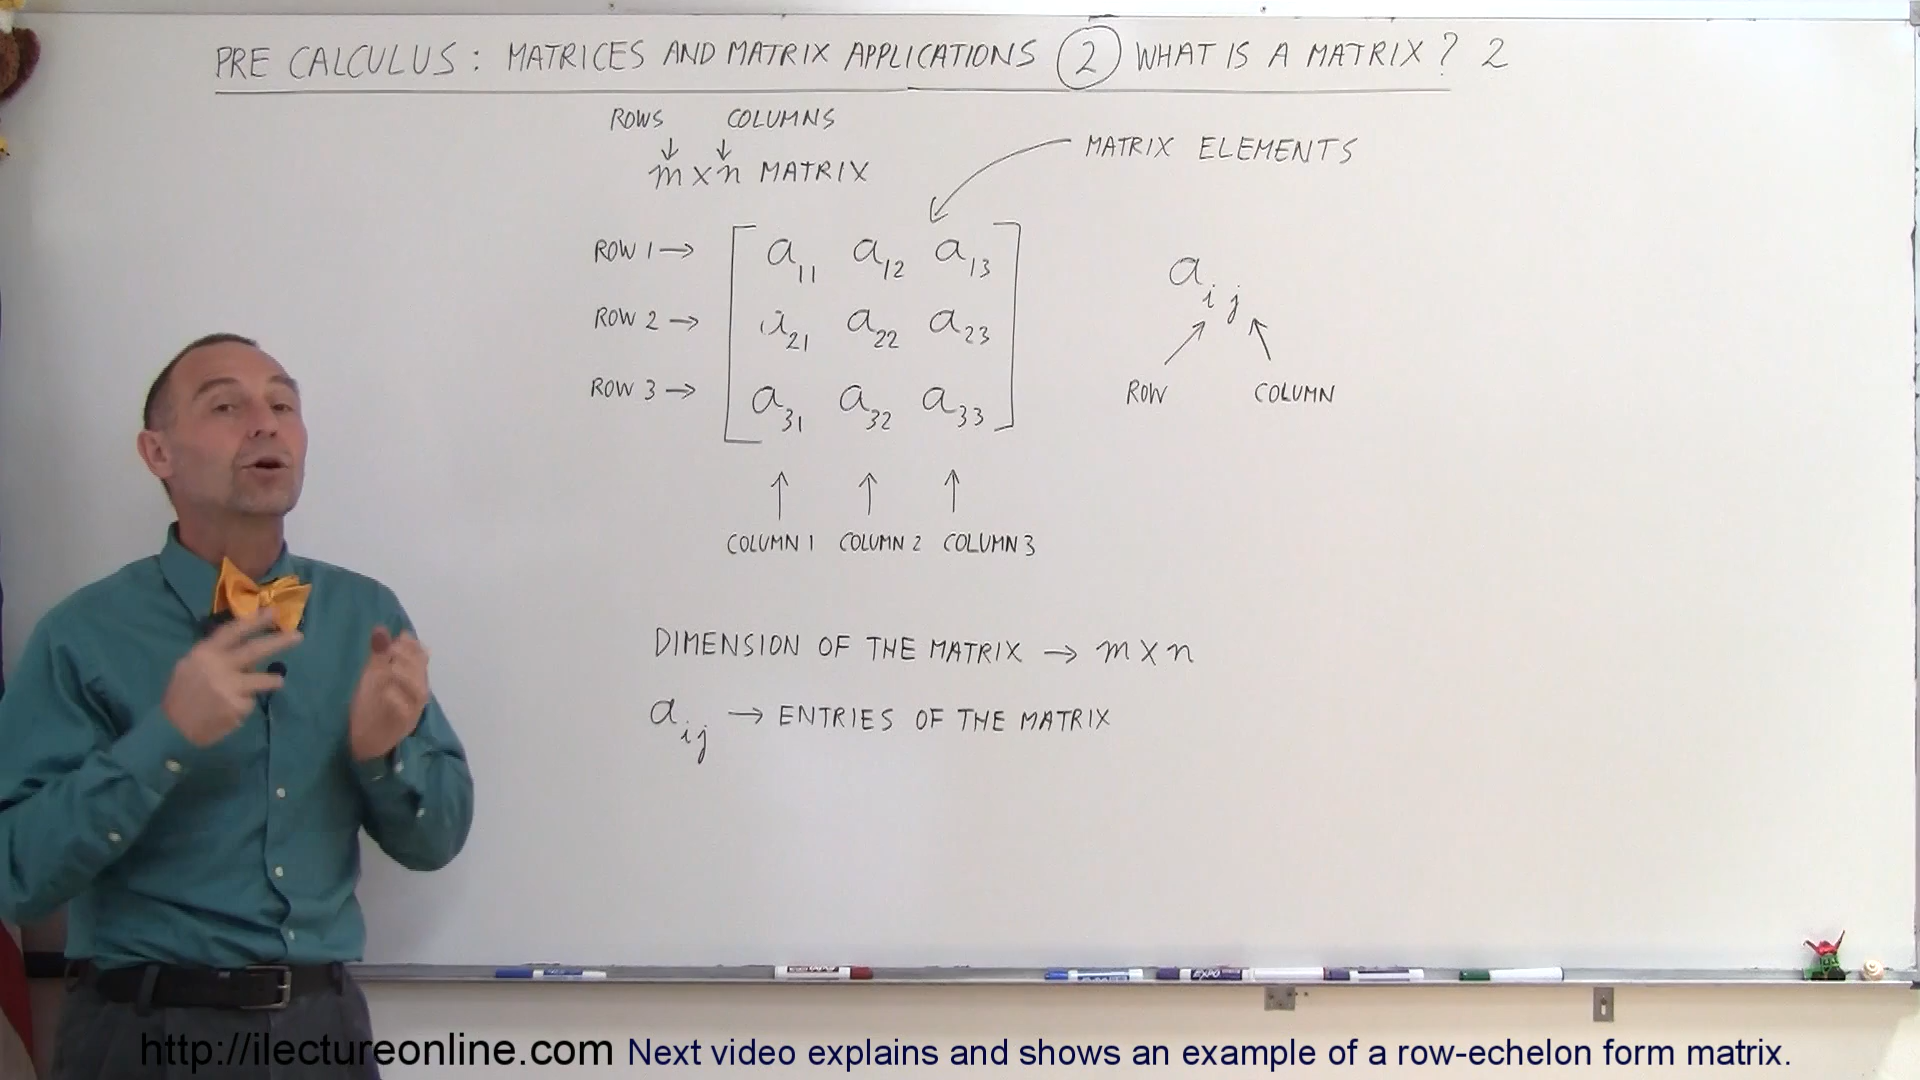 PRE CALCULUS: MATRICES AND MATRIX APPLICATIONS 2 WHAT IS A MATRIX? 2
ROWS COLUMNS
m x n MATRIX
MATRIX ELEMENTS
ROW 1 → a11 a12 a13
ROW 2 → a21 a22 a23
ROW 3 → a31 a32 a33
aij
ROW COLUMN
COLUMN 1 COLUMN 2 COLUMN 3
DIMENSION OF THE MATRIX → m x n
aij → ENTRIES OF THE MATRIX
EXPO
http://ilectureonline.com Next video explains and shows an example of a row-echelon form matrix.